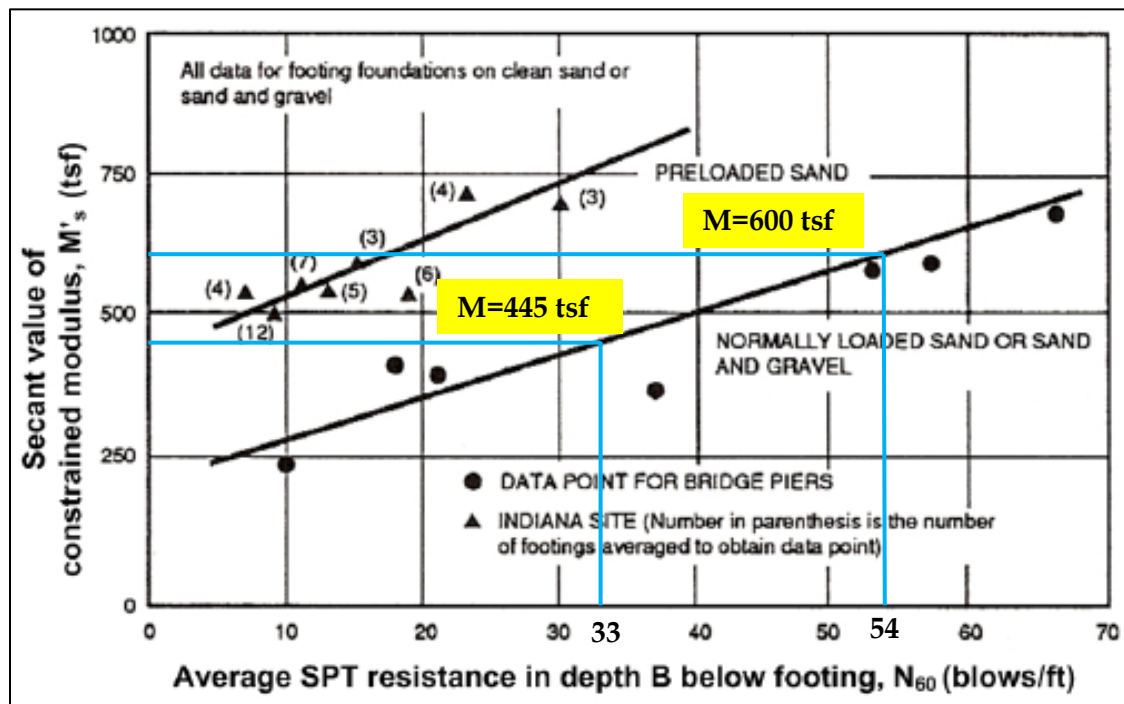 1000
All data for footing foundations on clean sand or
sand and gravel
750
(4)
(3)
PRELOADED SAND
M=600 tsf
(3)
(7)
(4)
(5)
(6)
M=445 tsf
500
(12)
NORMALLY LOADED SAND OR SAND
AND GRAVEL
250
DATA POINT FOR BRIDGE PIERS
INDIANA SITE (Number in parenthesis is the number
of footings averaged to obtain data point)
0
0 10 20 30 33 40 50 54 60 70
Average SPT resistance in depth B below footing, N₆₀ (blows/ft)
Secant value of
constrained modulus, M'ₛ (tsf)